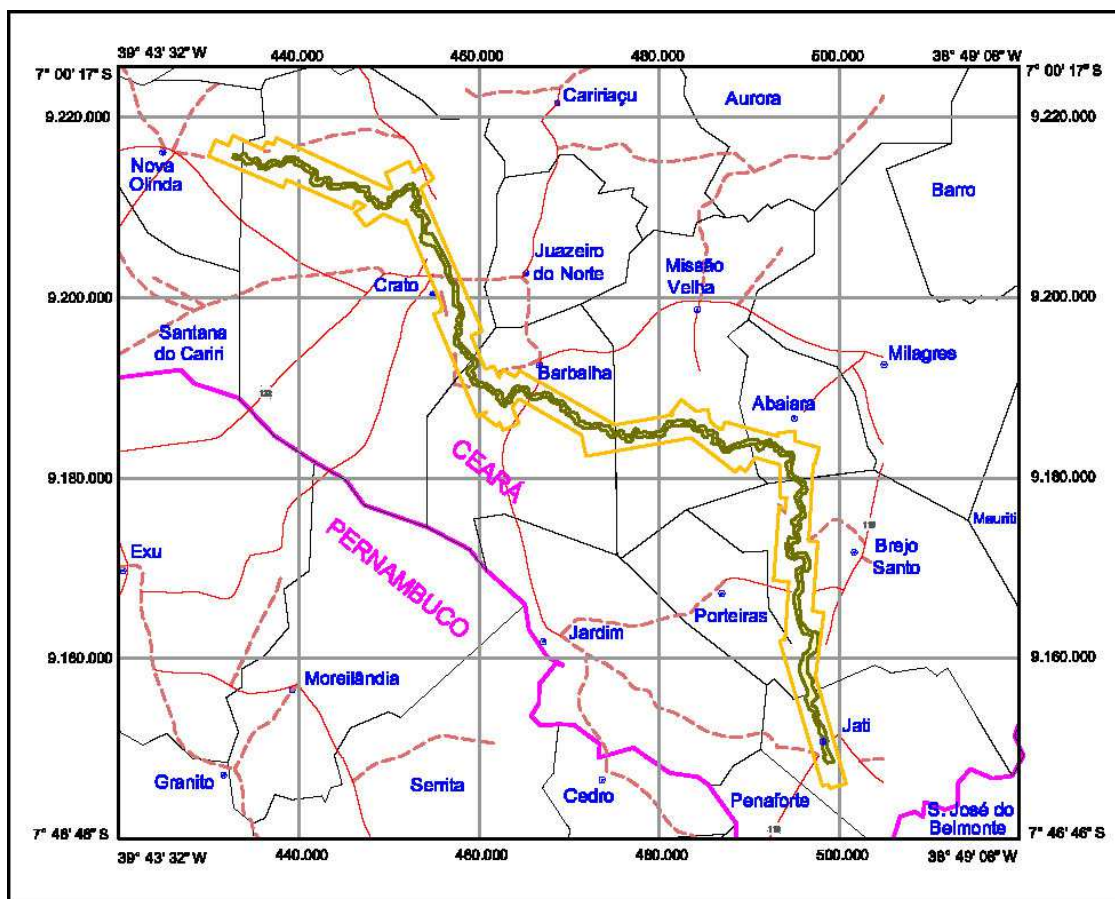 39° 43' 32" W
440.000
460.000
480.000
500.000
38° 49' 08" W
7° 00' 17" S
7° 00' 17" S
Caririaçu
Aurora
9.220.000
9.220.000
Nova
Olinda
Barro
Juazeiro
do Norte
Missão
Velha
Crato
9.200.000
9.200.000
Santana
do Cariri
Milagres
Barbalha
Abaiara
CEARÁ
9.180.000
9.180.000
Mauriti
PERNAMBUCO
Exu
Brejo
Santo
Porteiras
Jardim
9.160.000
9.160.000
Moreilândia
Jati
Granito
Serrita
Cedro
Penaforte
S. José do
Belmonte
7° 46' 46" S
7° 46' 46" S
39° 43' 32" W
440.000
460.000
480.000
500.000
38° 49' 08" W